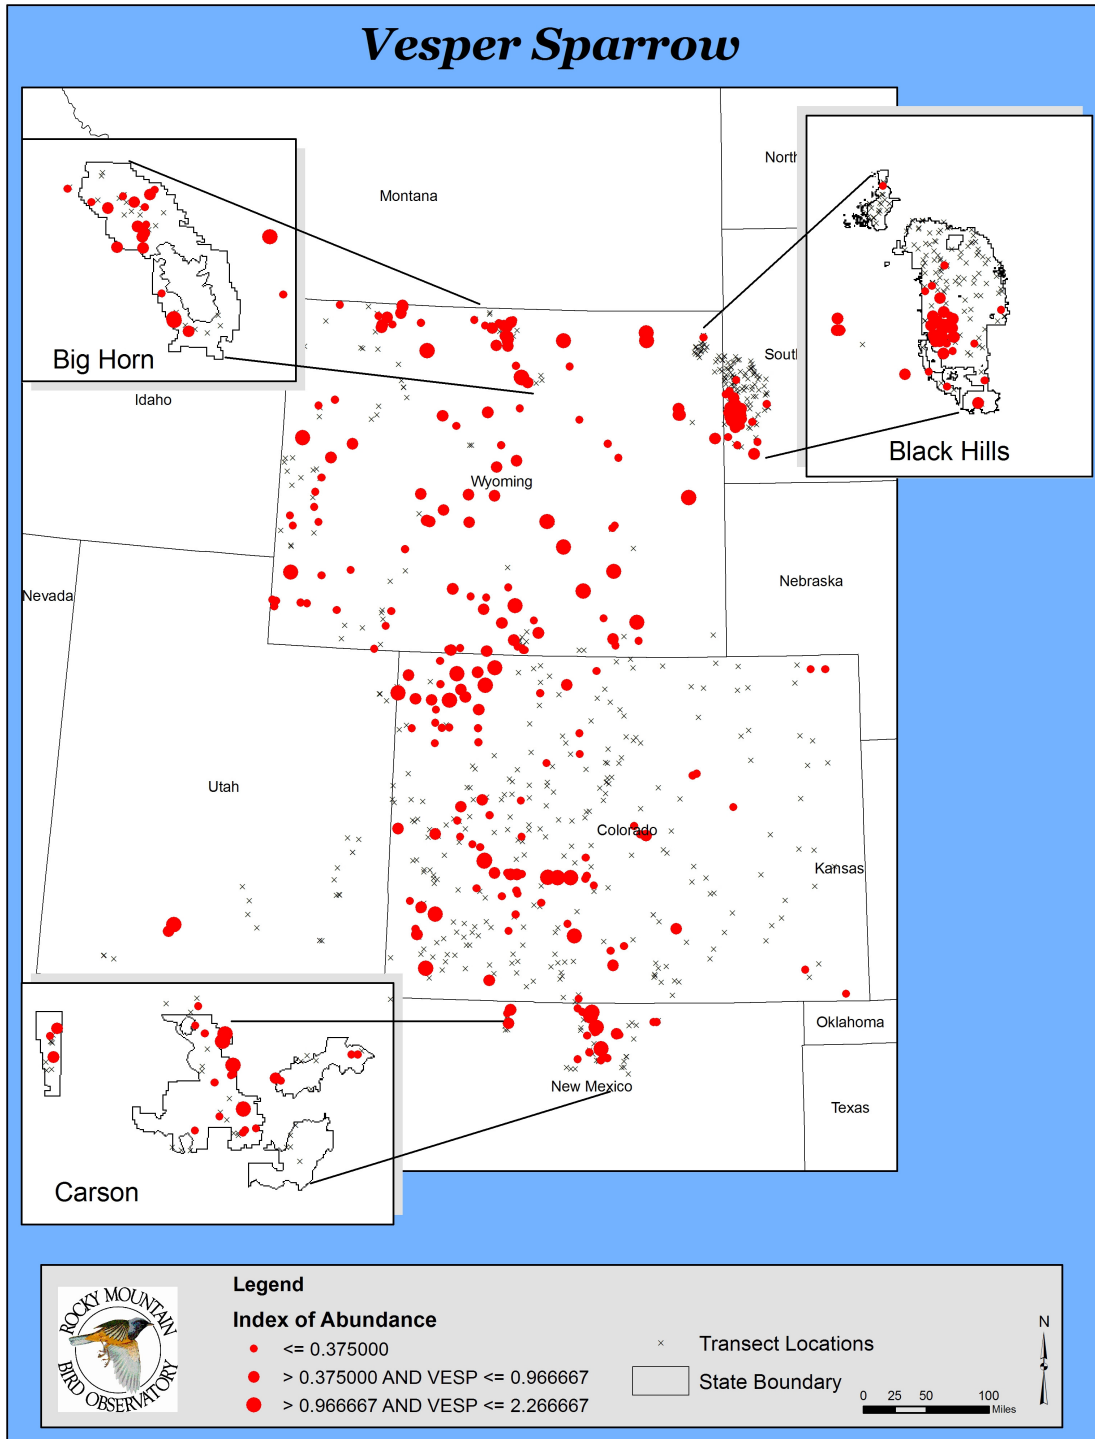 Vesper Sparrow
Montana
North
South
Big Horn
Black Hills
Idaho
Wyoming
Nevada
Nebraska
Utah
Colorado
Kansas
Oklahoma
New Mexico
Texas
Carson
ROCKY MOUNTAIN
BIRD OBSERVATORY
Legend
Index of Abundance
<= 0.375000
> 0.375000 AND VESP <= 0.966667
> 0.966667 AND VESP <= 2.266667
Transect Locations
State Boundary
N
0 25 50 100
Miles